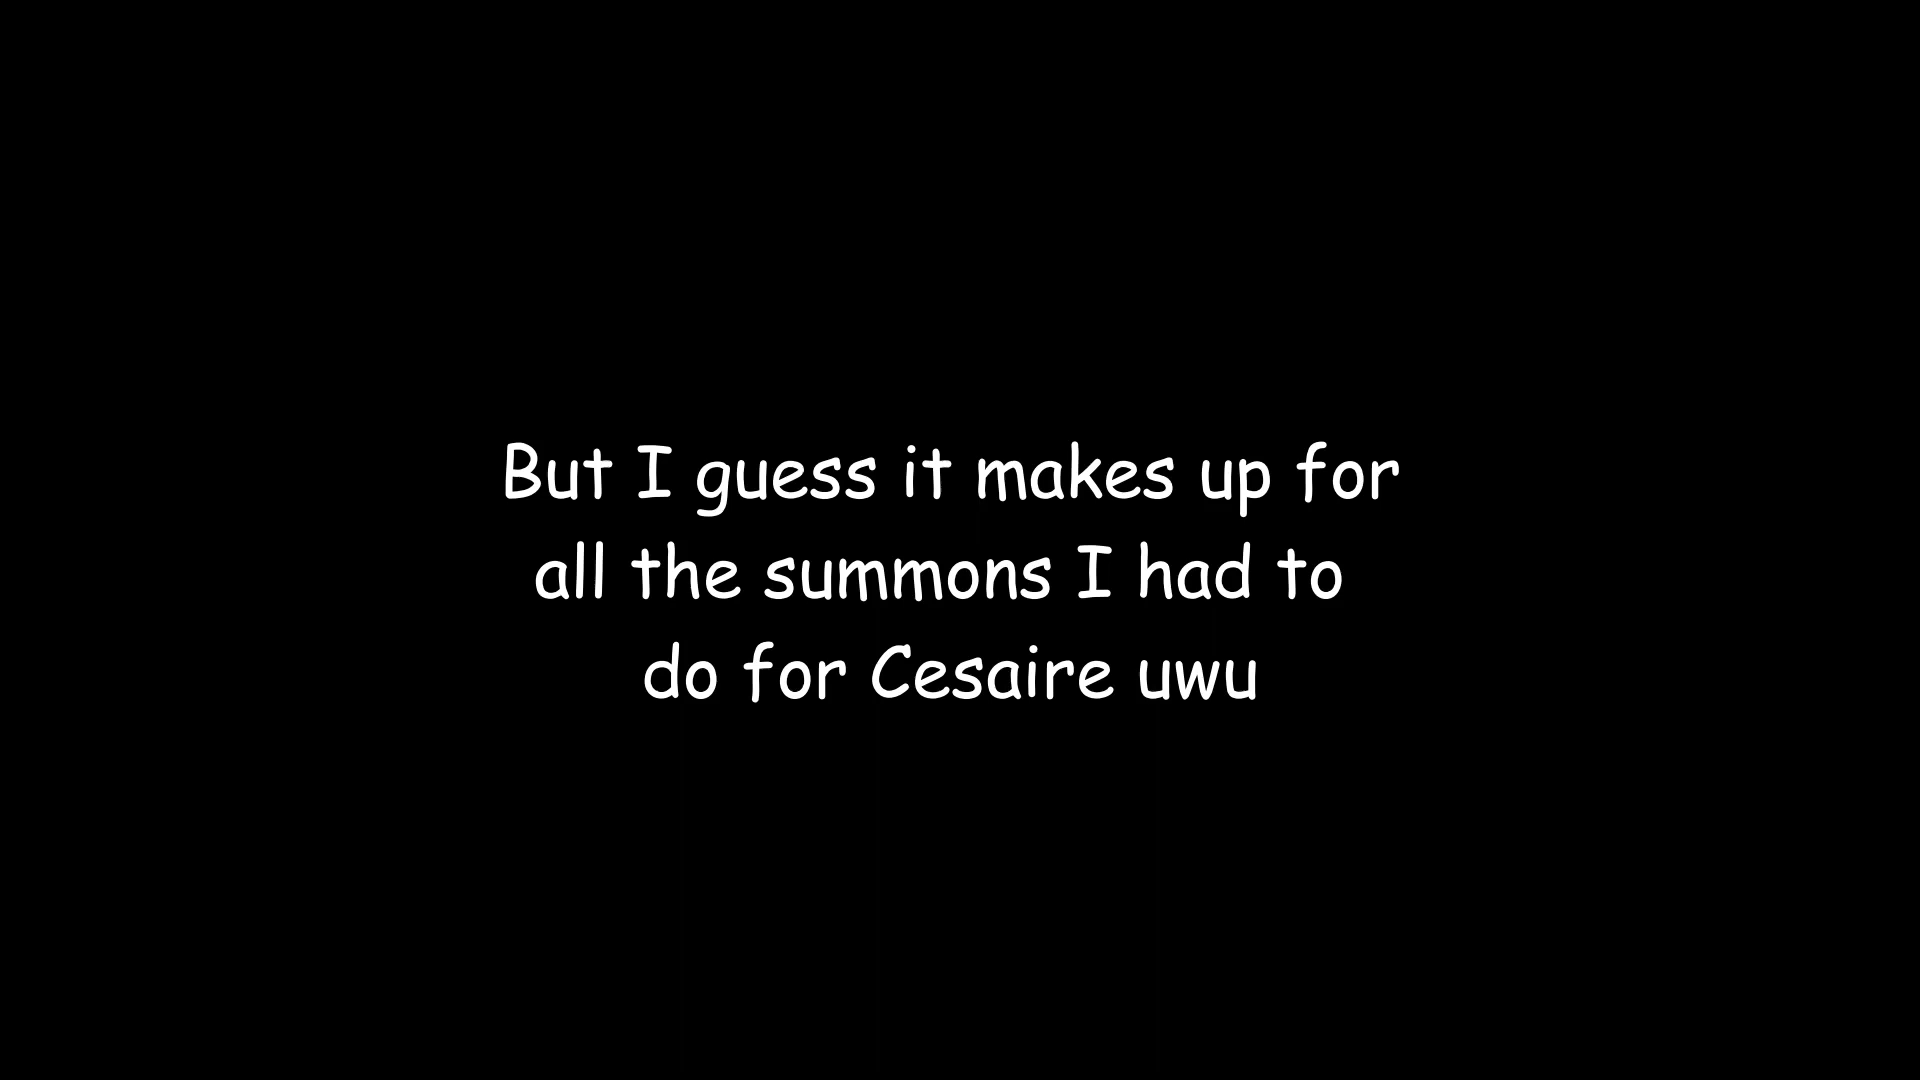 But I guess it makes up for
all the summons I had to
do for Cesaire uwu